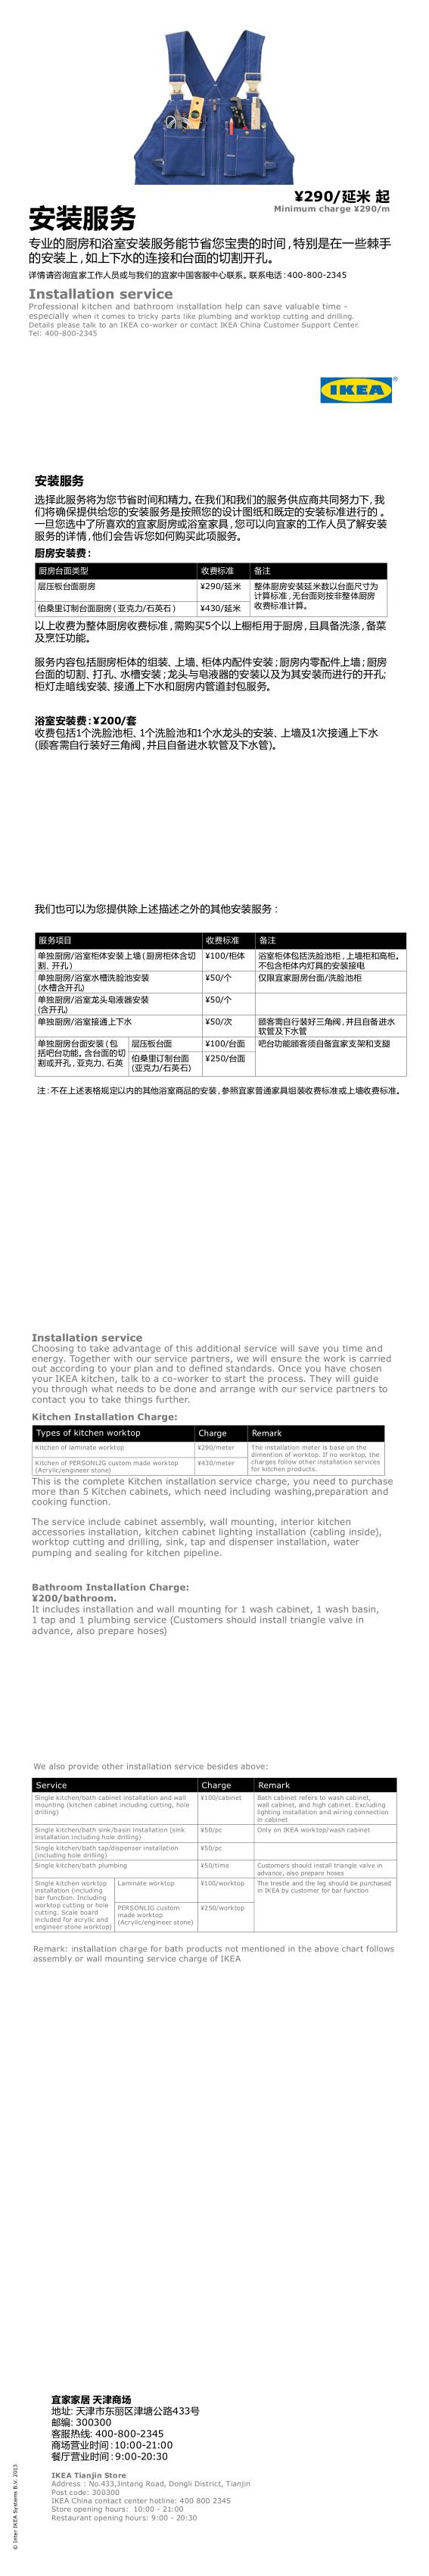 ¥290/延米 起
Minimum charge ¥290/m
安装服务
专业的厨房和浴室安装服务能节省您宝贵的时间,特别是在一些棘手
的安装上,如上下水的连接和台面的切割开孔。
详情请咨询宜家工作人员或与我们的宜家中国客服中心联系。联系电话:400-800-2345
Installation service
Professional kitchen and bathroom installation help can save valuable time -
especially when it comes to tricky parts like plumbing and worktop cutting and drilling.
Details please talk to an IKEA co-worker or contact IKEA China Customer Support Center.
Tel: 400-800-2345
IKEA®
安装服务
选择此服务将为您节省时间和精力。在我们和我们的服务供应商共同努力下,我
们将确保提供给您的安装服务是按照您的设计图纸和既定的安装标准进行的 。
一旦您选中了所喜欢的宜家厨房或浴室家具,您可以向宜家的工作人员了解安装
服务的详情,他们会告诉您如何购买此项服务。
厨房安装费:
厨房台面类型 收费标准 备注
层压板台面厨房 ¥290/延米 整体厨房安装延米数以台面尺寸为
计算标准,无台面则按非整体厨房
收费标准计算。
伯桑里订制台面厨房(亚克力/石英石) ¥430/延米
以上收费为整体厨房收费标准,需购买5个以上橱柜用于厨房,且具备洗涤,备菜
及烹饪功能。
服务内容包括厨房柜体的组装、上墙、柜体内配件安装;厨房内零配件上墙;厨房
台面的切割、打孔、水槽安装;龙头与皂液器的安装以及为其安装而进行的开孔;
柜灯走暗线安装、接通上下水和厨房内管道封包服务。
浴室安装费:¥200/套
收费包括1个洗脸池柜、1个洗脸池和1个水龙头的安装、上墙及1次接通上下水
(顾客需自行装好三角阀,并且自备进水软管及下水管)。
我们也可以为您提供除上述描述之外的其他安装服务:
服务项目 收费标准 备注
单独厨房/浴室柜体安装上墙(厨房柜体含切
割、开孔) ¥100/柜体 浴室柜体包括洗脸池柜,上墙柜和高柜。
不包含柜体内灯具的安装接电
单独厨房/浴室水槽洗脸池安装
(水槽含开孔) ¥50/个 仅限宜家厨房台面/洗脸池柜
单独厨房/浴室龙头皂液器安装
(含开孔) ¥50/个
单独厨房/浴室接通上下水 ¥50/次 顾客需自行装好三角阀,并且自备进水
软管及下水管
单独厨房台面安装(包
括吧台功能。含台面的切
割或开孔,亚克力、石英
层压板台面 ¥100/台面 吧台功能顾客须自备宜家支架和支腿
伯桑里订制台面
(亚克力/石英石) ¥250/台面
注:不在上述表格规定以内的其他浴室商品的安装,参照宜家普通家具组装收费标准或上墙收费标准。
Installation service
Choosing to take advantage of this additional service will save you time and
energy. Together with our service partners, we will ensure the work is carried
out according to your plan and to defined standards. Once you have chosen
your IKEA kitchen, talk to a co-worker to start the process. They will guide
you through what needs to be done and arrange with our service partners to
contact you to take things further.
Kitchen Installation Charge:
Types of kitchen worktop Charge Remark
Kitchen of laminate worktop ¥290/meter The installation meter is base on the
dimention of worktop. If no worktop, the
charges follow other installation services
for kitchen products.
Kitchen of PERSONLIG custom made worktop
(Acrylic/engineer stone) ¥430/meter
This is the complete Kitchen installation service charge, you need to purchase
more than 5 Kitchen cabinets, which need including washing,preparation and
cooking function.
The service include cabinet assembly, wall mounting, interior kitchen
accessories installation, kitchen cabinet lighting installation (cabling inside),
worktop cutting and drilling, sink, tap and dispenser installation, water
pumping and sealing for kitchen pipeline.
Bathroom Installation Charge:
¥200/bathroom.
It includes installation and wall mounting for 1 wash cabinet, 1 wash basin,
1 tap and 1 plumbing service (Customers should install triangle valve in
advance, also prepare hoses)
We also provide other installation service besides above:
Service Charge Remark
Single kitchen/bath cabinet installation and wall
mounting (kitchen cabinet including cutting, hole
drilling) ¥100/cabinet Bath cabinet refers to wash cabinet,
wall cabinet, and high cabinet. Excluding
lighting installation and wiring connection
in cabinet
Single kitchen/bath sink/basin installation (sink
installation including hole drilling) ¥50/pc Only on IKEA worktop/wash cabinet
Single kitchen/bath tap/dispenser installation
(including hole drilling) ¥50/pc
Single kitchen/bath plumbing ¥50/time Customers should install triangle valve in
advance, also prepare hoses
Single kitchen worktop
installation (including
bar function. Including
worktop cutting or hole
cutting. Scale board
included for acrylic and
engineer stone worktop)
Laminate worktop ¥100/worktop The trestle and the leg should be purchased
in IKEA by customer for bar function
PERSONLIG custom
made worktop
(Acrylic/engineer stone) ¥250/worktop
Remark: installation charge for bath products not mentioned in the above chart follows
assembly or wall mounting service charge of IKEA
宜家家居 天津商场
地址: 天津市东丽区津塘公路433号
邮编: 300300
客服热线: 400-800-2345
商场营业时间:10:00-21:00
餐厅营业时间:9:00-20:30
IKEA Tianjin Store
Address : No.433,Jintang Road, Dongli District, Tianjin
Post code: 300300
IKEA China contact center hotline: 400 800 2345
Store opening hours: 10:00 - 21:00
Restaurant opening hours: 9:00 - 20:30
© Inter IKEA Systems B.V. 2013